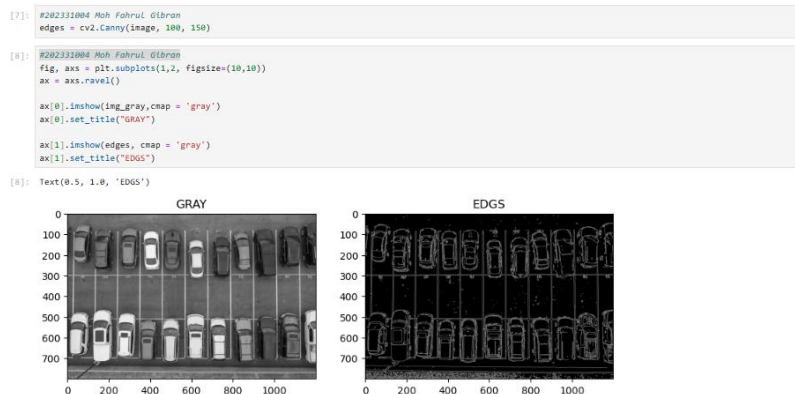 [7]: #202331004 Moh Fahrul Gibran
edges = cv2.Canny(image, 100, 150)
[8]: #202331004 Moh Fahrul Gibran
fig, axs = plt.subplots(1,2, figsize=(10,10))
ax = axs.ravel()
ax[0].imshow(img_gray,cmap = 'gray')
ax[0].set_title("GRAY")
ax[1].imshow(edges, cmap = 'gray')
ax[1].set_title("EDGS")
[8]: Text(0.5, 1.0, 'EDGS')
GRAY
0
100
200
300
400
500
600
700
0 200 400 600 800 1000
EDGS
0
100
200
300
400
500
600
700
0 200 400 600 800 1000